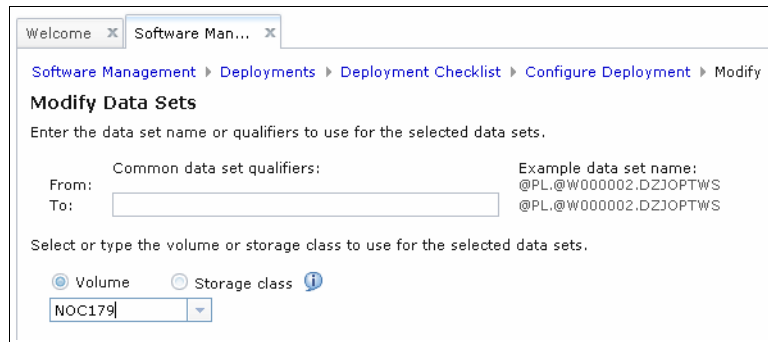 Welcome X Software Man... X
Software Management Deployments Deployment Checklist Configure Deployment Modify
Modify Data Sets
Enter the data set name or qualifiers to use for the selected data sets.
Common data set qualifiers: Example data set name:
From: @PL.@W000002.DZJOPTWS
To: @PL.@W000002.DZJOPTWS
Select or type the volume or storage class to use for the selected data sets.
Volume Storage class i
NOC179